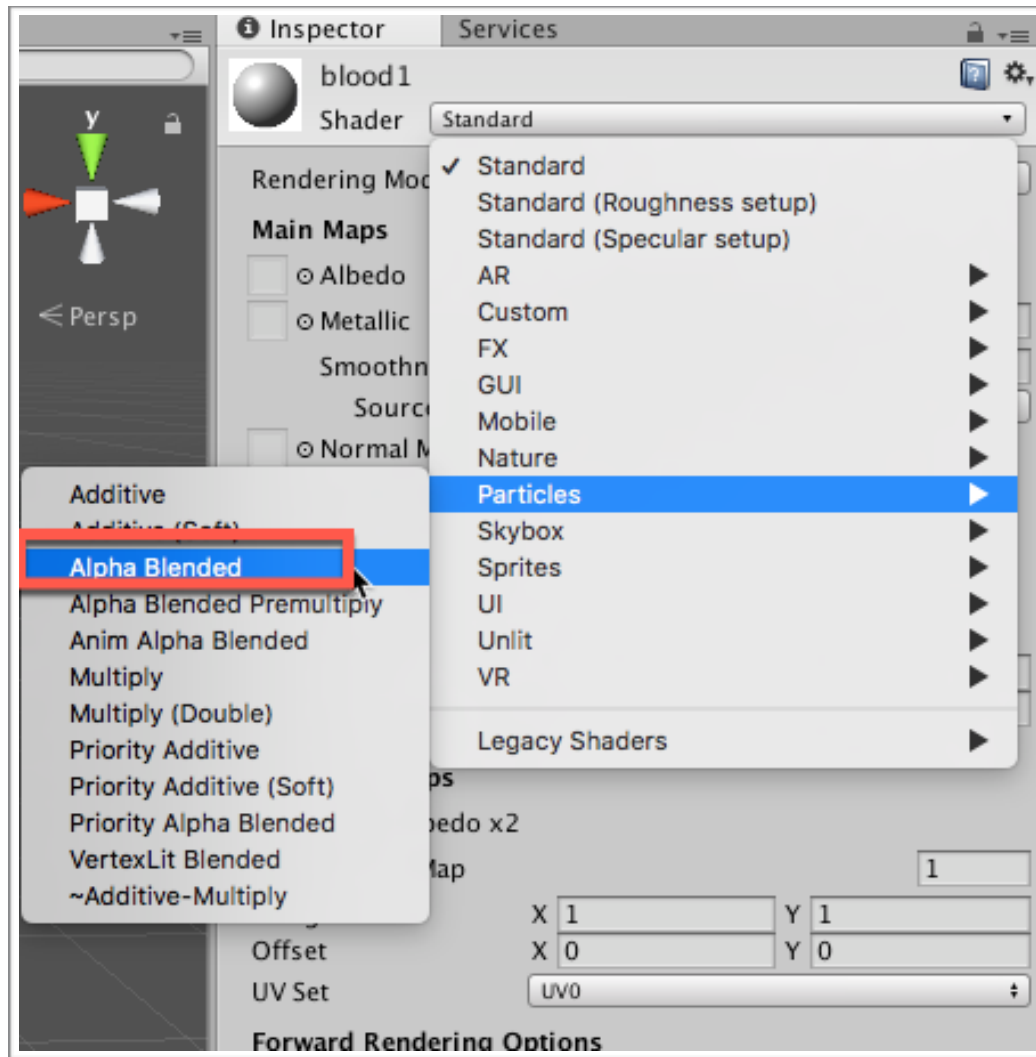 Inspector
Services
blood1
Shader
Standard
y
Persp
Rendering Mod
Main Maps
Albedo
Metallic
Smoothn
Source
Normal M
Standard
Standard (Roughness setup)
Standard (Specular setup)
AR
Custom
FX
GUI
Mobile
Nature
Particles
Skybox
Sprites
UI
Unlit
VR
Legacy Shaders
Additive
Additive (Soft)
Alpha Blended
Alpha Blended Premultiply
Anim Alpha Blended
Multiply
Multiply (Double)
Priority Additive
Priority Additive (Soft)
Priority Alpha Blended
VertexLit Blended
~Additive-Multiply
ps
bedo x2
Map
1
X 1 Y 1
Offset X 0 Y 0
UV Set UV0
Forward Rendering Options